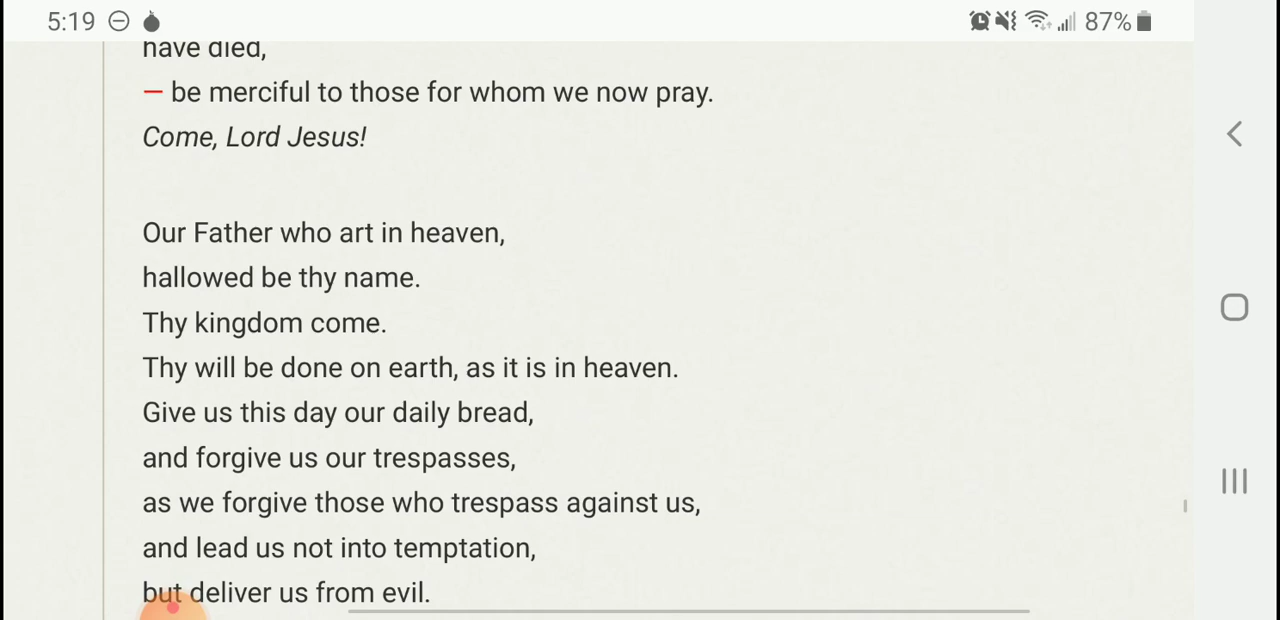 5:19
87%
have died,
— be merciful to those for whom we now pray.
Come, Lord Jesus!
Our Father who art in heaven,
hallowed be thy name.
Thy kingdom come.
Thy will be done on earth, as it is in heaven.
Give us this day our daily bread,
and forgive us our trespasses,
as we forgive those who trespass against us,
and lead us not into temptation,
but deliver us from evil.